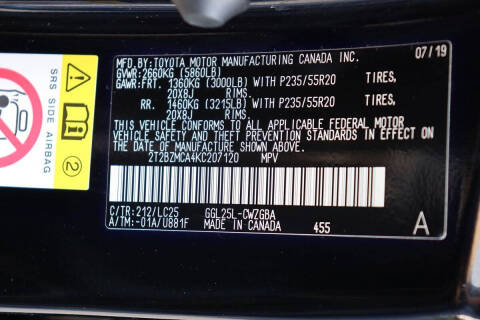 MFD.BY:TOYOTA MOTOR MANUFACTURING CANADA INC. 07/19
GVWR:2660KG (5860LB)
GAWR:FRT. 1360KG (3000LB) WITH P235/55R20 TIRES,
20X8J RIMS.
RR. 1460KG (3215LB) WITH P235/55R20 TIRES,
20X8J RIMS.
THIS VEHICLE CONFORMS TO ALL APPLICABLE FEDERAL MOTOR
VEHICLE SAFETY AND THEFT PREVENTION STANDARDS IN EFFECT ON
THE DATE OF MANUFACTURE SHOWN ABOVE.
2T2BZMCA4KC207120 MPV
C/TR:212/LC25 GGL25L-CWZGBA
A/TM:-01A/U881F MADE IN CANADA 455 A
SRS SIDE AIRBAG
2